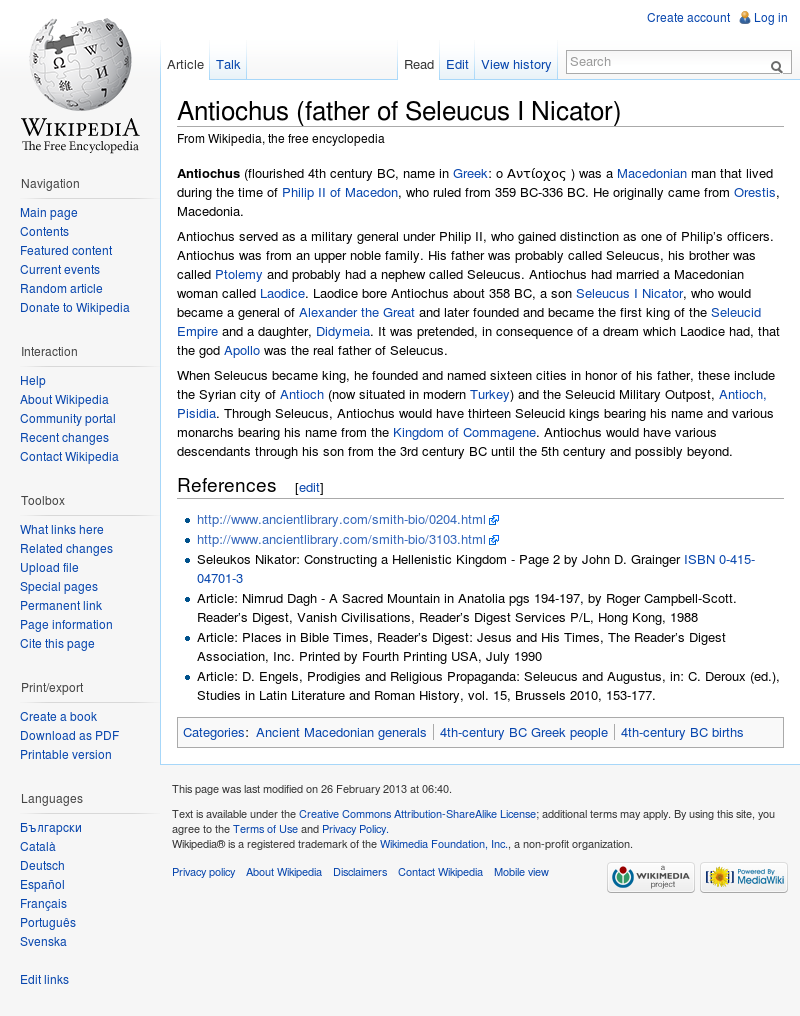 Create account Log in
Article Talk Read Edit View history Search
WIKIPEDIA
The Free Encyclopedia
Navigation
Main page
Contents
Featured content
Current events
Random article
Donate to Wikipedia
Interaction
Help
About Wikipedia
Community portal
Recent changes
Contact Wikipedia
Toolbox
What links here
Related changes
Upload file
Special pages
Permanent link
Page information
Cite this page
Print/export
Create a book
Download as PDF
Printable version
Languages
Български
Català
Deutsch
Español
Français
Português
Svenska
Edit links
Antiochus (father of Seleucus I Nicator)
From Wikipedia, the free encyclopedia
Antiochus (flourished 4th century BC, name in Greek: ο Αντίοχος ) was a Macedonian man that lived
during the time of Philip II of Macedon, who ruled from 359 BC-336 BC. He originally came from Orestis,
Macedonia.
Antiochus served as a military general under Philip II, who gained distinction as one of Philip's officers.
Antiochus was from an upper noble family. His father was probably called Seleucus, his brother was
called Ptolemy and probably had a nephew called Seleucus. Antiochus had married a Macedonian
woman called Laodice. Laodice bore Antiochus about 358 BC, a son Seleucus I Nicator, who would
became a general of Alexander the Great and later founded and became the first king of the Seleucid
Empire and a daughter, Didymeia. It was pretended, in consequence of a dream which Laodice had, that
the god Apollo was the real father of Seleucus.
When Seleucus became king, he founded and named sixteen cities in honor of his father, these include
the Syrian city of Antioch (now situated in modern Turkey) and the Seleucid Military Outpost, Antioch,
Pisidia. Through Seleucus, Antiochus would have thirteen Seleucid kings bearing his name and various
monarchs bearing his name from the Kingdom of Commagene. Antiochus would have various
descendants through his son from the 3rd century BC until the 5th century and possibly beyond.
References [edit]
http://www.ancientlibrary.com/smith-bio/0204.html
http://www.ancientlibrary.com/smith-bio/3103.html
Seleukos Nikator: Constructing a Hellenistic Kingdom - Page 2 by John D. Grainger ISBN 0-415-
04701-3
Article: Nimrud Dagh - A Sacred Mountain in Anatolia pgs 194-197, by Roger Campbell-Scott.
Reader's Digest, Vanish Civilisations, Reader's Digest Services P/L, Hong Kong, 1988
Article: Places in Bible Times, Reader's Digest: Jesus and His Times, The Reader's Digest
Association, Inc. Printed by Fourth Printing USA, July 1990
Article: D. Engels, Prodigies and Religious Propaganda: Seleucus and Augustus, in: C. Deroux (ed.),
Studies in Latin Literature and Roman History, vol. 15, Brussels 2010, 153-177.
Categories: Ancient Macedonian generals | 4th-century BC Greek people | 4th-century BC births
This page was last modified on 26 February 2013 at 06:40.
Text is available under the Creative Commons Attribution-ShareAlike License; additional terms may apply. By using this site, you
agree to the Terms of Use and Privacy Policy.
Wikipedia® is a registered trademark of the Wikimedia Foundation, Inc., a non-profit organization.
Privacy policy About Wikipedia Disclaimers Contact Wikipedia Mobile view
a
WIKIMEDIA
project
Powered By
MediaWiki